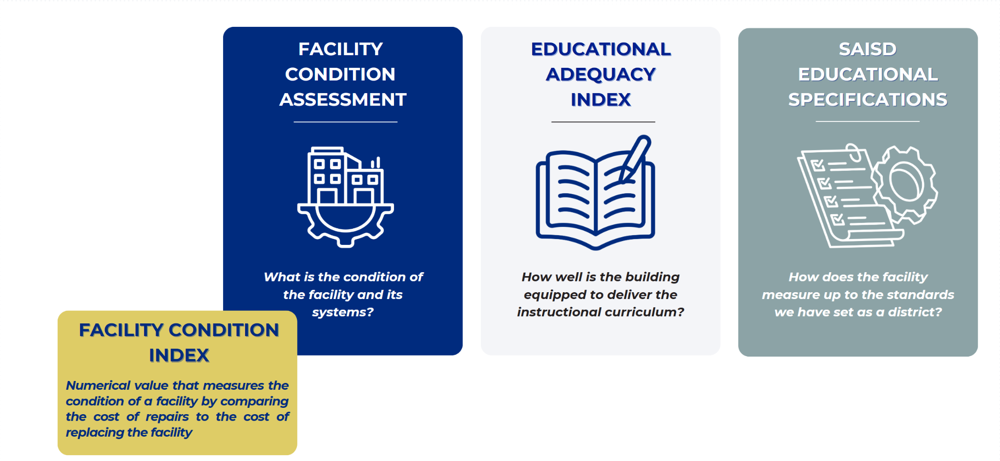 FACILITY
CONDITION
ASSESSMENT
What is the condition of
the facility and its
systems?
FACILITY CONDITION
INDEX
Numerical value that measures the
condition of a facility by comparing
the cost of repairs to the cost of
replacing the facility
EDUCATIONAL
ADEQUACY
INDEX
How well is the building
equipped to deliver the
instructional curriculum?
SAISD
EDUCATIONAL
SPECIFICATIONS
How does the facility
measure up to the standards
we have set as a district?